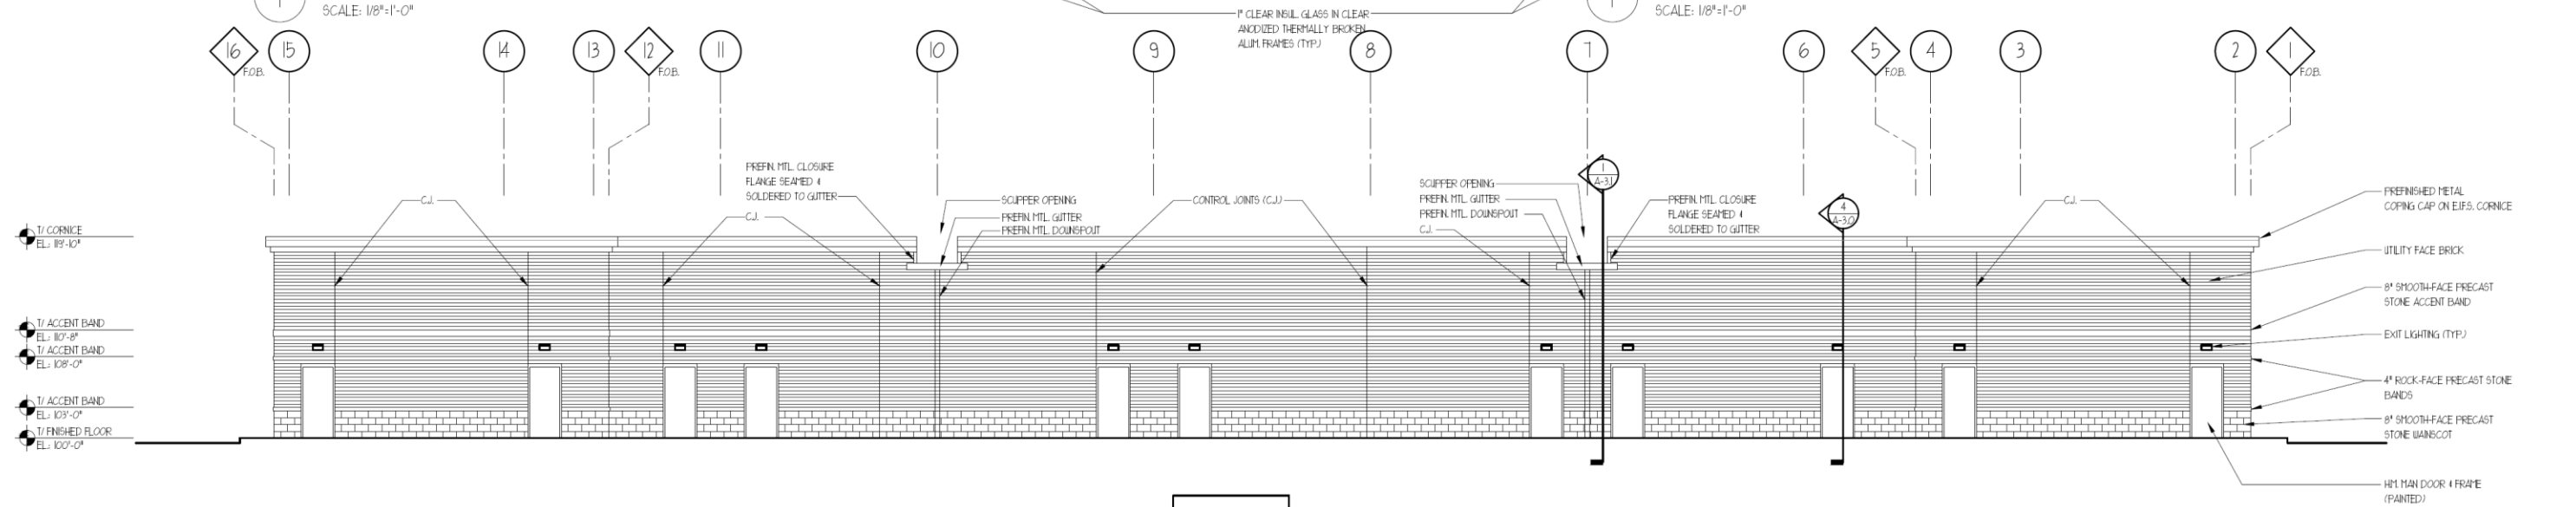 SCALE: 1/8"=1'-0"
1" CLEAR INSUL. GLASS IN CLEAR
ANODIZED THERMALLY BROKEN
ALUM. FRAMES (TYP.)
SCALE: 1/8"=1'-0"
16 15 14 13 12 11 10 9 8 7 6 5 4 3 2 1
F.O.B. F.O.B. F.O.B. F.O.B.
PREFIN. MTL. CLOSURE
FLANGE SEAMED &
SOLDERED TO GUTTER
C.J.
C.J.
SCUPPER OPENING
PREFIN. MTL. GUTTER
PREFIN. MTL. DOWNSPOUT
CONTROL JOINTS (C.J.)
SCUPPER OPENING
PREFIN. MTL. GUTTER
PREFIN. MTL. DOWNSPOUT
C.J.
1
A-3.1
PREFIN. MTL. CLOSURE
FLANGE SEAMED &
SOLDERED TO GUTTER
4
A-3.0
C.J.
T/ CORNICE
EL.: 119'-10"
T/ ACCENT BAND
EL.: 110'-8"
T/ ACCENT BAND
EL.: 108'-0"
T/ ACCENT BAND
EL.: 103'-0"
T/ FINISHED FLOOR
EL.: 100'-0"
PREFINISHED METAL
COPING CAP ON E.I.F.S. CORNICE
UTILITY FACE BRICK
8" SMOOTH-FACE PRECAST
STONE ACCENT BAND
EXIT LIGHTING (TYP.)
4" ROCK-FACE PRECAST STONE
BANDS
8" SMOOTH-FACE PRECAST
STONE WAINSCOT
H.M. MAN DOOR & FRAME
(PAINTED)